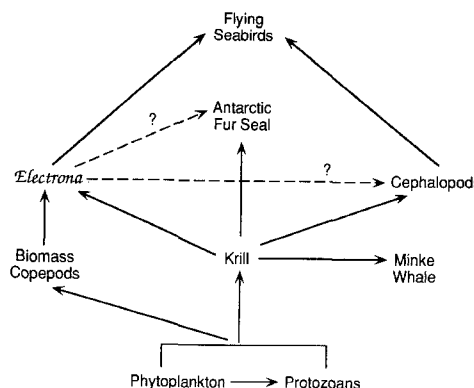 Flying
Seabirds
?
Antarctic
Fur Seal
Electrona
?
Cephalopod
Biomass
Copepods
Krill
Minke
Whale
Phytoplankton
Protozoans